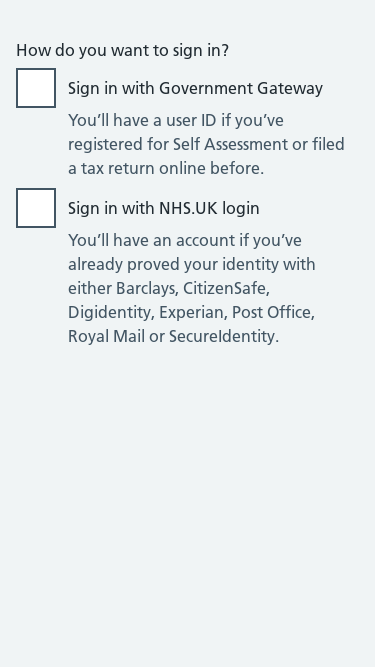 How do you want to sign in?
Sign in with Government Gateway
You’ll have a user ID if you’ve
registered for Self Assessment or filed
a tax return online before.
Sign in with NHS.UK login
You’ll have an account if you’ve
already proved your identity with
either Barclays, CitizenSafe,
Digidentity, Experian, Post Office,
Royal Mail or SecureIdentity.